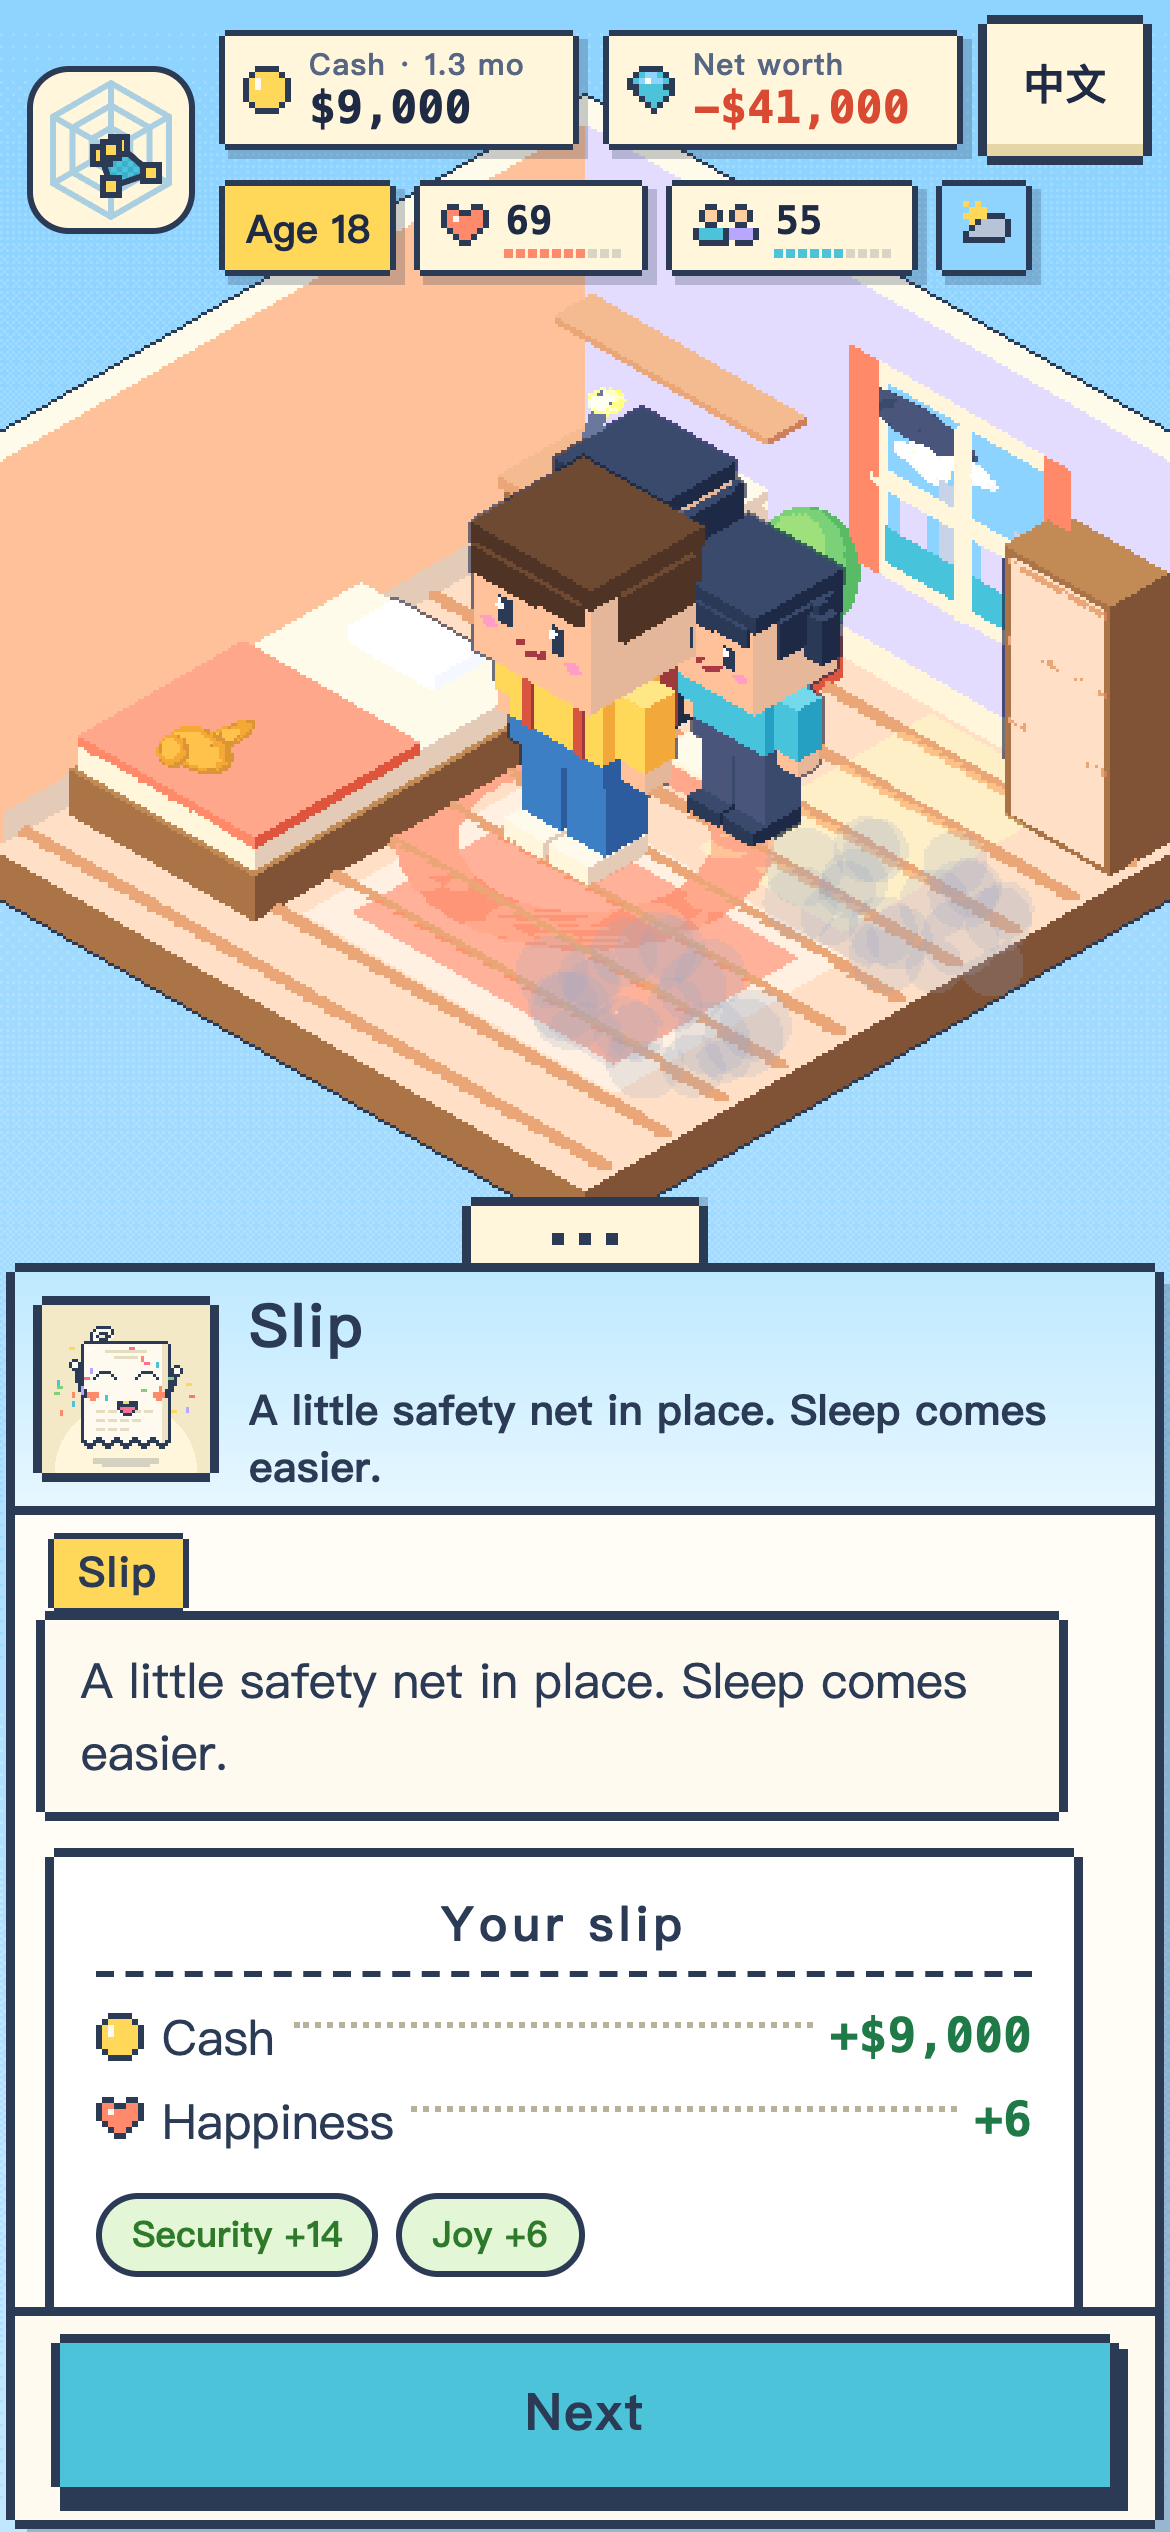 Cash · 1.3 mo
$9,000
Net worth
-$41,000
中文
Age 18
69
55
Slip
A little safety net in place. Sleep comes
easier.
Slip
A little safety net in place. Sleep comes
easier.
Your slip
Cash +$9,000
Happiness +6
Security +14
Joy +6
Next